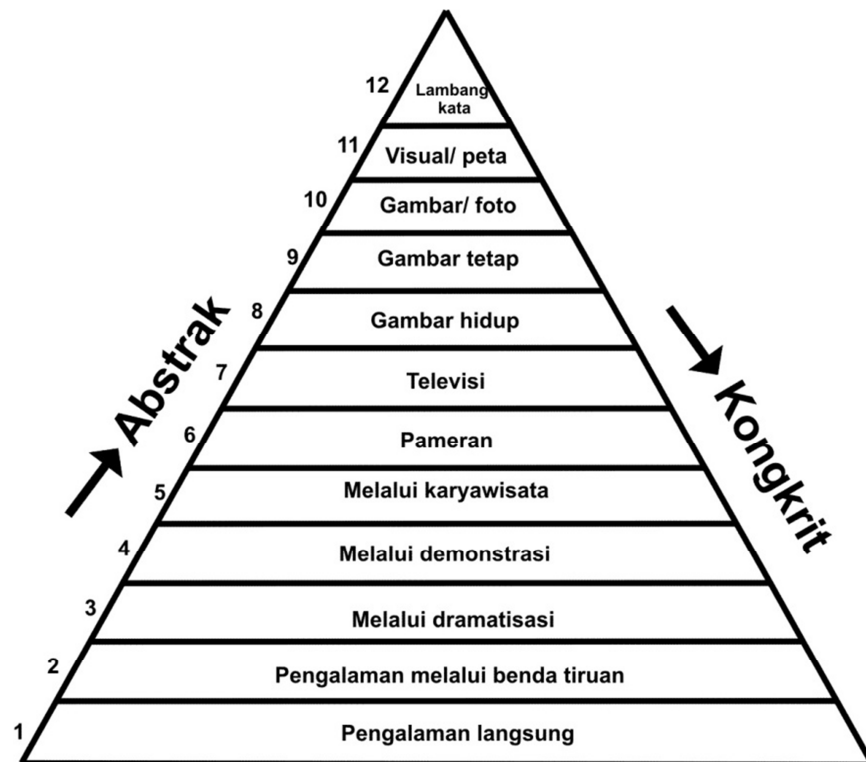 12
Lambang
kata
11
Visual/ peta
10
Gambar/ foto
9
Gambar tetap
8
Gambar hidup
7
Televisi
6
Pameran
5
Melalui karyawisata
4
Melalui demonstrasi
3
Melalui dramatisasi
2
Pengalaman melalui benda tiruan
1
Pengalaman langsung
Abstrak
Kongkrit